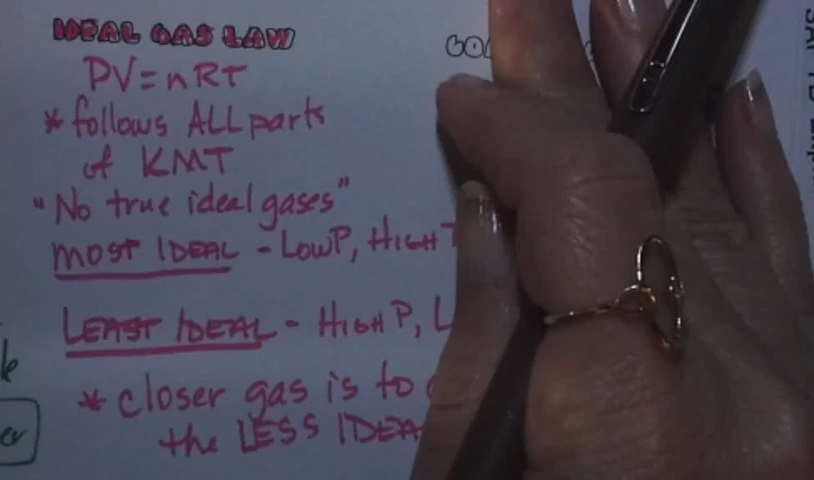 IDEAL GAS LAW
PV=nRT
* follows ALL parts
of KMT
"No true ideal gases"
MOST IDEAL - LOW P, HIGH T
LEAST IDEAL - HIGH P, L
* closer gas is to
the LESS IDEA